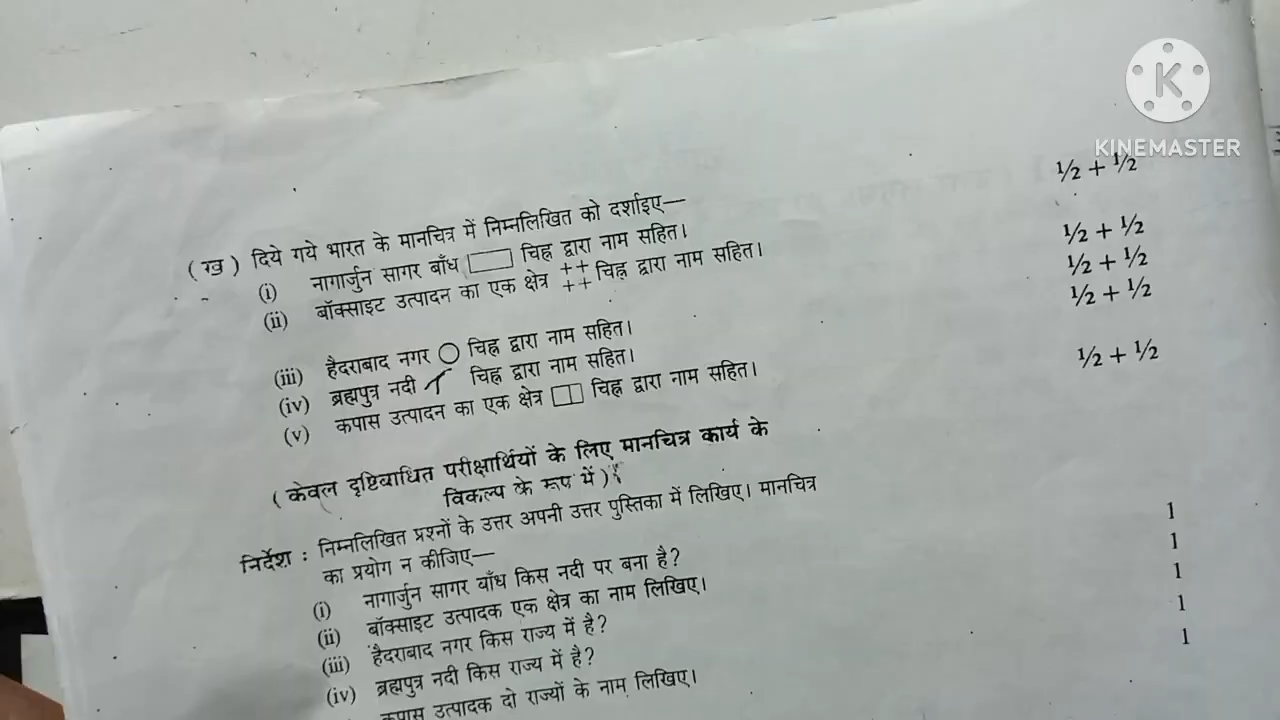 K
KINEMASTER
½ + ½
(ख) दिये गये भारत के मानचित्र में निम्नलिखित को दर्शाइए—
(i) नागार्जुन सागर बाँध चिह्न द्वारा नाम सहित। ½ + ½
(ii) बॉक्साइट उत्पादन का एक क्षेत्र ++ ++ चिह्न द्वारा नाम सहित। ½ + ½
½ + ½
(iii) हैदराबाद नगर चिह्न द्वारा नाम सहित।
(iv) ब्रह्मपुत्र नदी चिह्न द्वारा नाम सहित। ½ + ½
(v) कपास उत्पादन का एक क्षेत्र चिह्न द्वारा नाम सहित।
(केवल दृष्टिबाधित परीक्षार्थियों के लिए मानचित्र कार्य के
विकल्प के रूप में)
निर्देश : निम्नलिखित प्रश्नों के उत्तर अपनी उत्तर पुस्तिका में लिखिए। मानचित्र
का प्रयोग न कीजिए—
(i) नागार्जुन सागर बाँध किस नदी पर बना है? 1
(ii) बॉक्साइट उत्पादक एक क्षेत्र का नाम लिखिए। 1
(iii) हैदराबाद नगर किस राज्य में है? 1
(iv) ब्रह्मपुत्र नदी किस राज्य में है? 1
कपास उत्पादक दो राज्यों के नाम लिखिए। 1